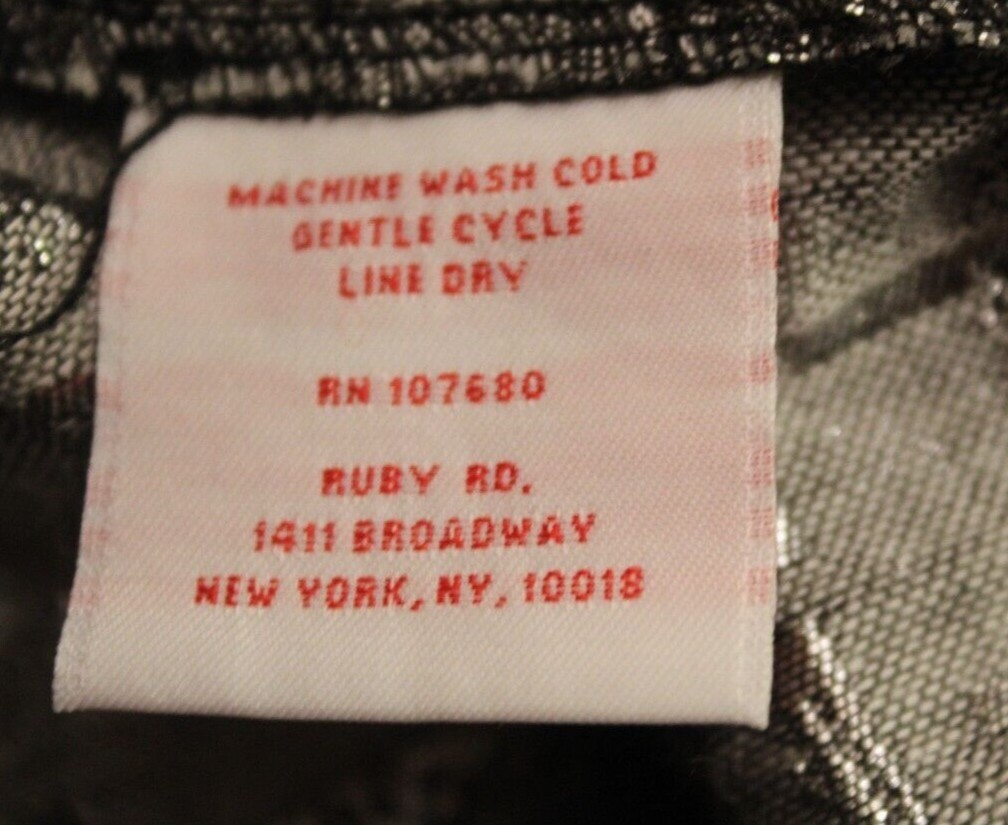 MACHINE WASH COLD
GENTLE CYCLE
LINE DRY
RN 107680
RUBY RD.
1411 BROADWAY
NEW YORK, NY, 10018